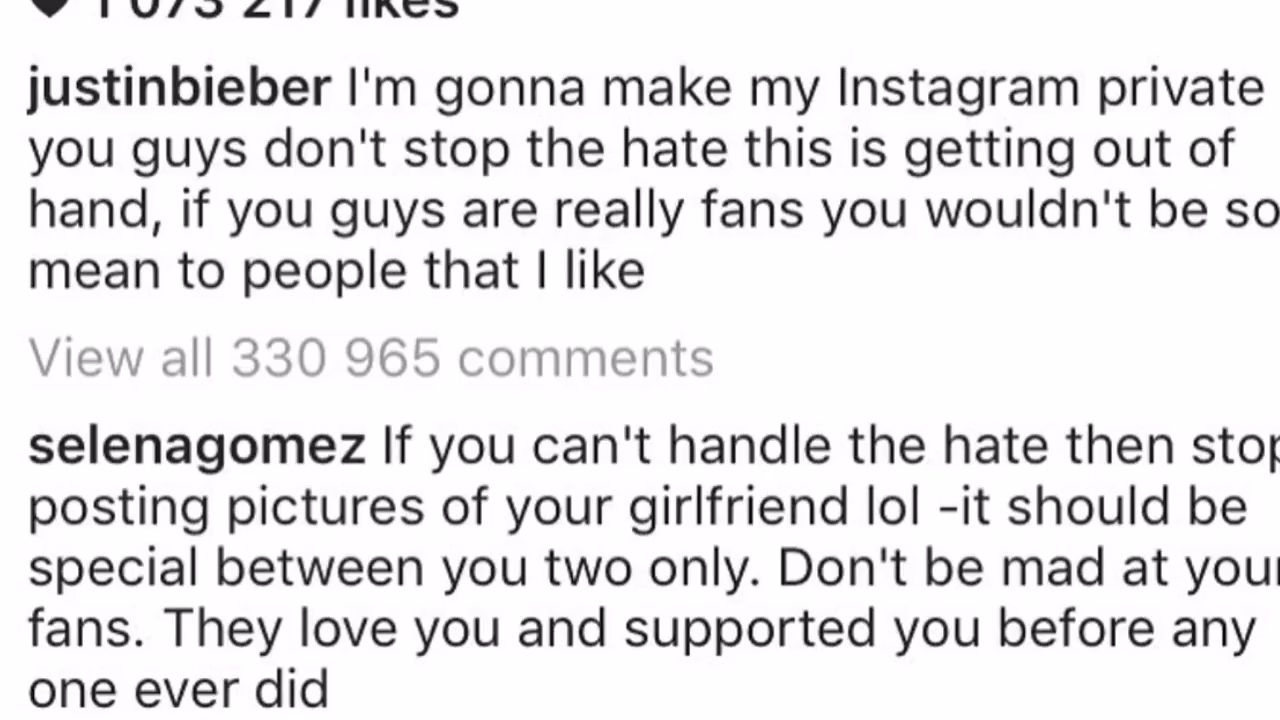 1 073 217 likes
justinbieber I'm gonna make my Instagram private
you guys don't stop the hate this is getting out of
hand, if you guys are really fans you wouldn't be so
mean to people that I like
View all 330 965 comments
selenagomez If you can't handle the hate then stop
posting pictures of your girlfriend lol -it should be
special between you two only. Don't be mad at your
fans. They love you and supported you before any
one ever did